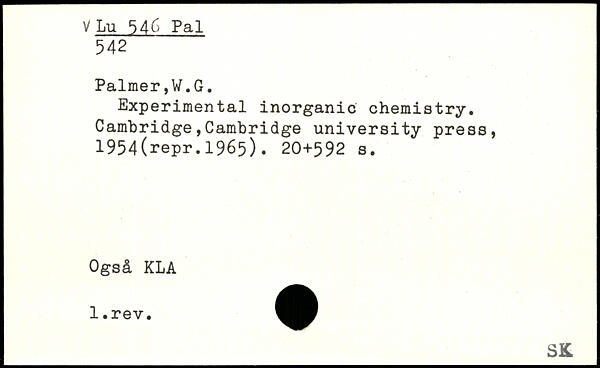 v Lu 546 Pal
542
Palmer,W.G.
Experimental inorganic chemistry.
Cambridge,Cambridge university press,
1954(repr.1965). 20+592 s.
Også KLA
1.rev.
SK